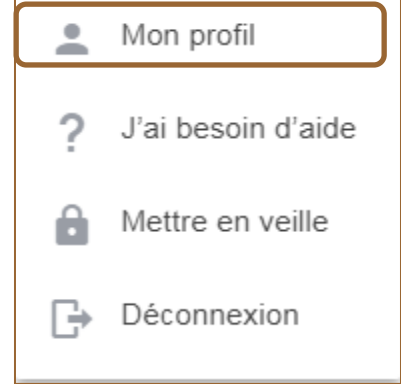 Mon profil
J'ai besoin d'aide
Mettre en veille
Déconnexion